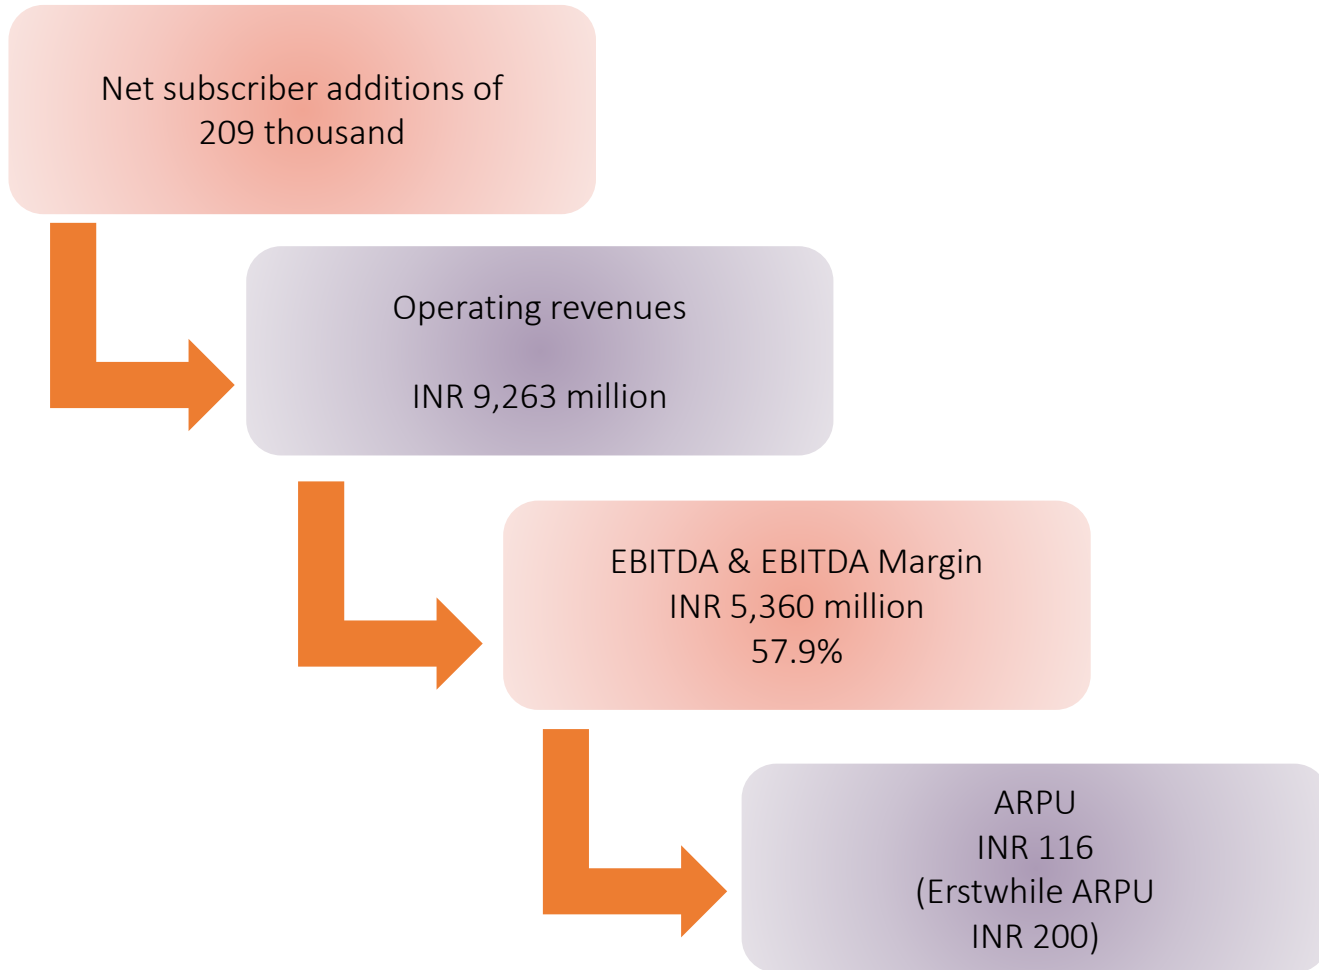 Net subscriber additions of
209 thousand
Operating revenues
INR 9,263 million
EBITDA & EBITDA Margin
INR 5,360 million
57.9%
ARPU
INR 116
(Erstwhile ARPU
INR 200)